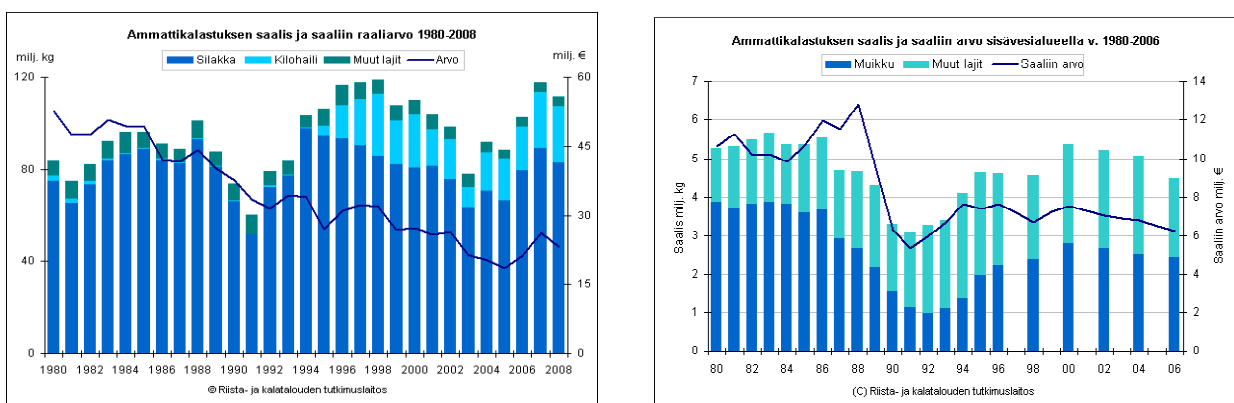 Ammattikalastuksen saalis ja saaliin raaliarvo 1980-2008
milj. kg
milj. €
Silakka Kilohaili Muut lajit Arvo
120
80
40
0
60
45
30
15
0
1980 1982 1984 1986 1988 1990 1992 1994 1996 1998 2000 2002 2003 2004 2006 2008
© Riista- ja kalatalouden tutkimuslaitos
Ammattikalastuksen saalis ja saaliin arvo sisävesialueella v. 1980-2006
Muikku Muut lajit Saaliin arvo
Saalis milj. kg
7
6
5
4
3
2
1
0
14
12
10
8
6
4
2
0
Saaliin arvo milj. €
80 82 84 86 88 90 92 94 96 98 00 02 04 06
(C) Riista- ja kalatalouden tutkimuslaitos